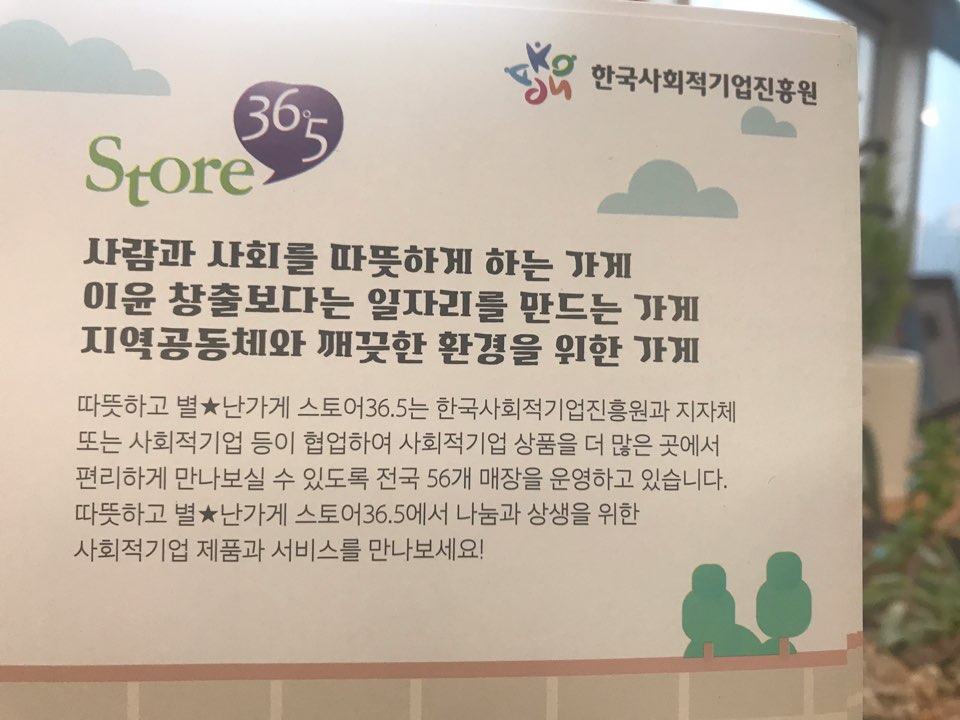 한국사회적기업진흥원
Store 36.5
사람과 사회를 따뜻하게 하는 가게
이윤 창출보다는 일자리를 만드는 가게
지역공동체와 깨끗한 환경을 위한 가게
따뜻하고 별★난가게 스토어36.5는 한국사회적기업진흥원과 지자체
또는 사회적기업 등이 협업하여 사회적기업 상품을 더 많은 곳에서
편리하게 만나보실 수 있도록 전국 56개 매장을 운영하고 있습니다.
따뜻하고 별★난가게 스토어36.5에서 나눔과 상생을 위한
사회적기업 제품과 서비스를 만나보세요!